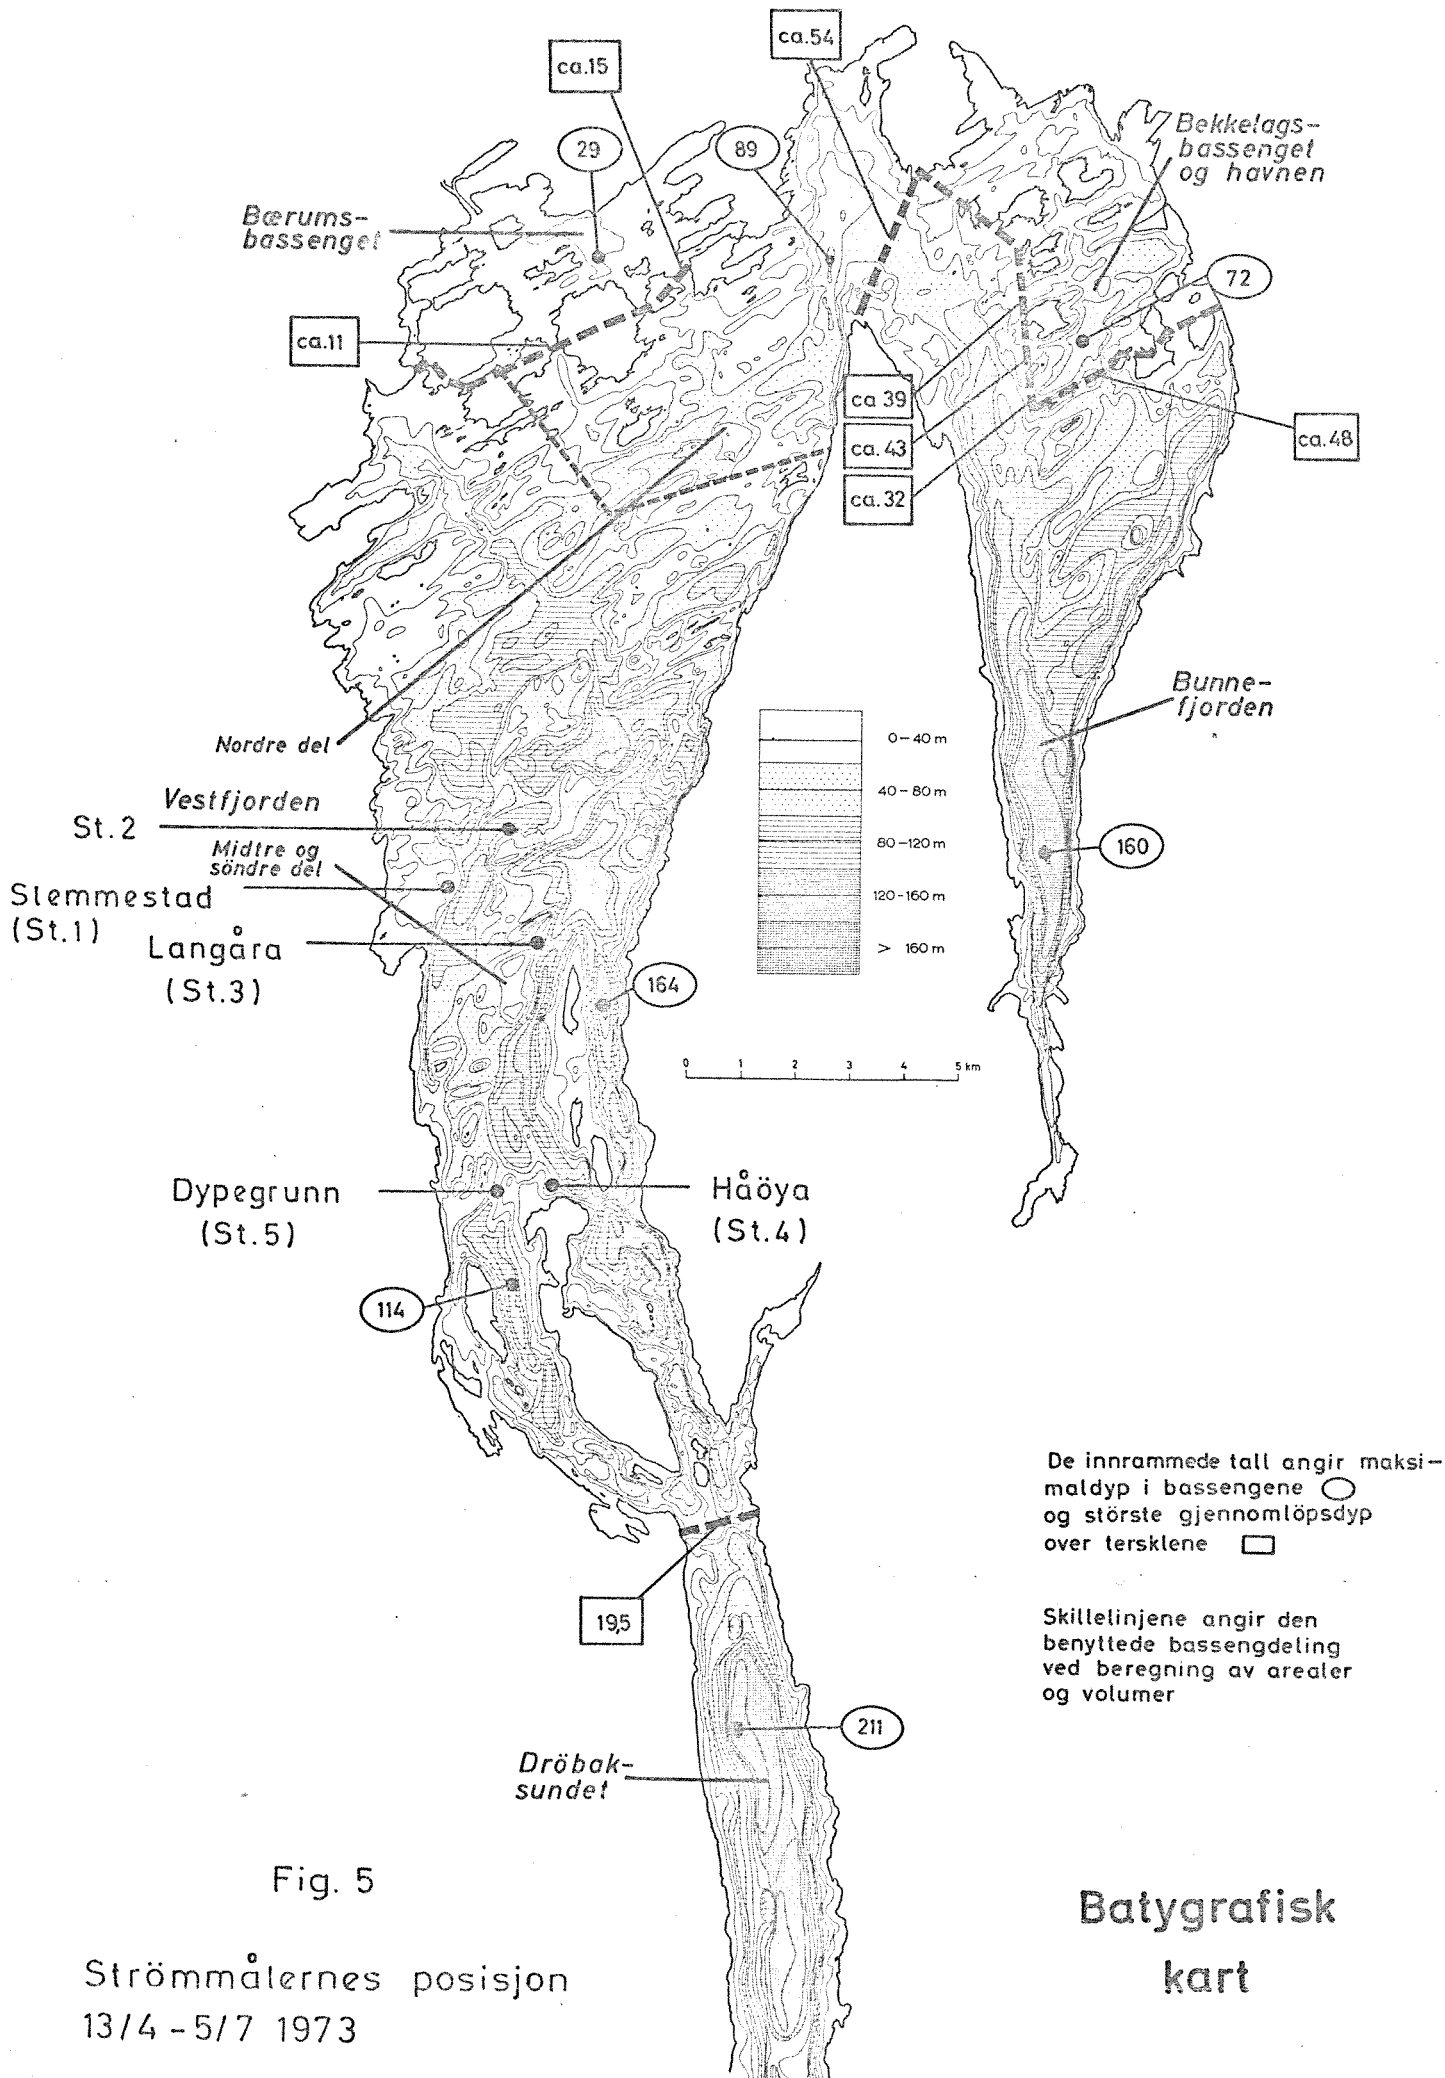 ca.54
ca.15
29
89
Bekkelags-
bassenget
og havnen
Bærums-
bassenget
72
ca.11
ca 39
ca. 43
ca.48
ca.32
Bunne-
fjorden
Nordre del
0-40 m
40-80 m
80-120 m
120-160 m
> 160 m
Vestfjorden
St.2
Midtre og
söndre del
160
Slemmestad
(St.1)
Langåra
(St.3)
164
0 1 2 3 4 5 km
Dypegrunn
(St.5)
Håöya
(St.4)
114
De innrammede tall angir maksi-
maldyp i bassengene
og störste gjennomlöpsdyp
over tersklene
19,5
Skillelinjene angir den
benyttede bassengdeling
ved beregning av arealer
og volumer
211
Dröbak-
sundet
Fig. 5
Batygrafisk
kart
Strömmålernes posisjon
13/4 - 5/7 1973